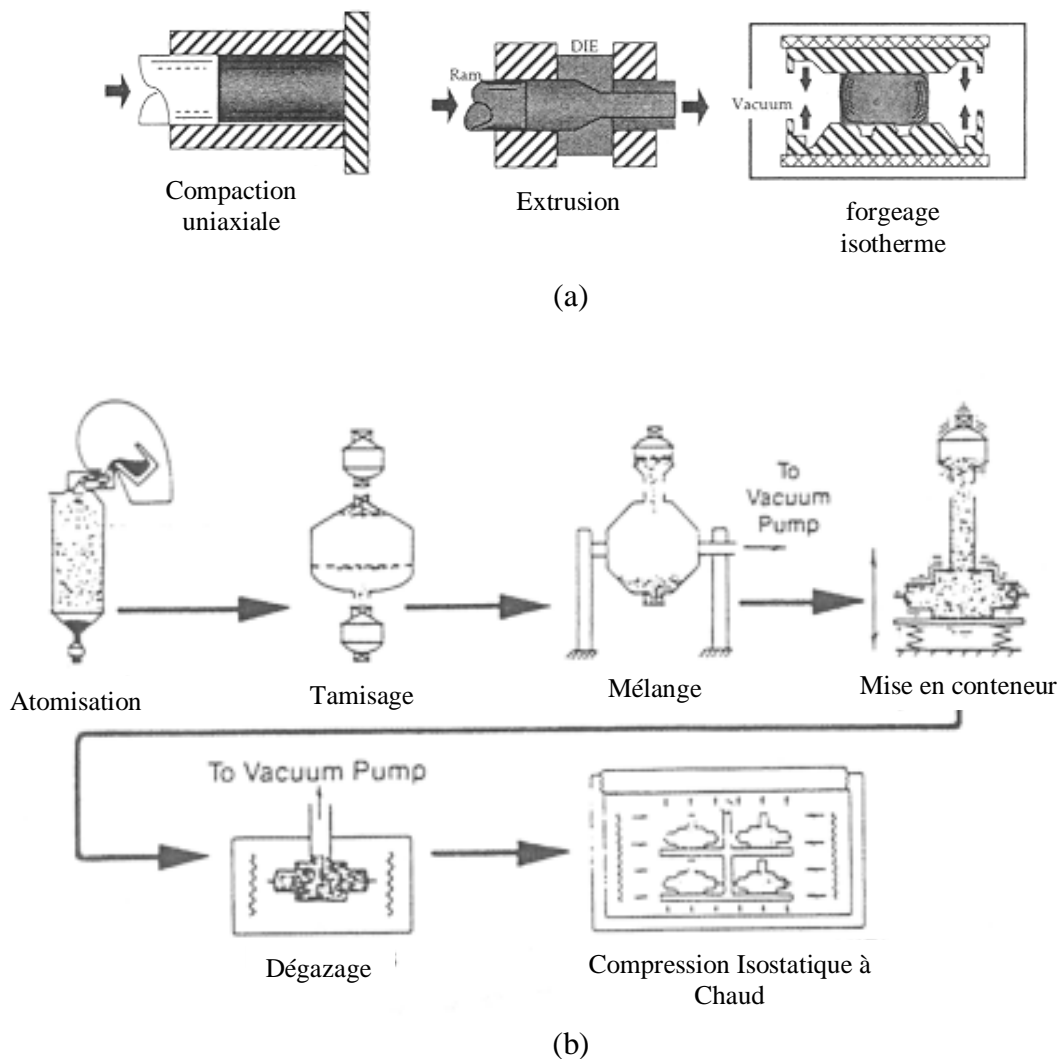 DIE
Ram
Vacuum
Compaction
uniaxiale
Extrusion
forgeage
isotherme
(a)
To
Vacuum
Pump
Atomisation
Tamisage
Mélange
Mise en conteneur
To Vacuum Pump
Dégazage
Compression Isostatique à
Chaud
(b)